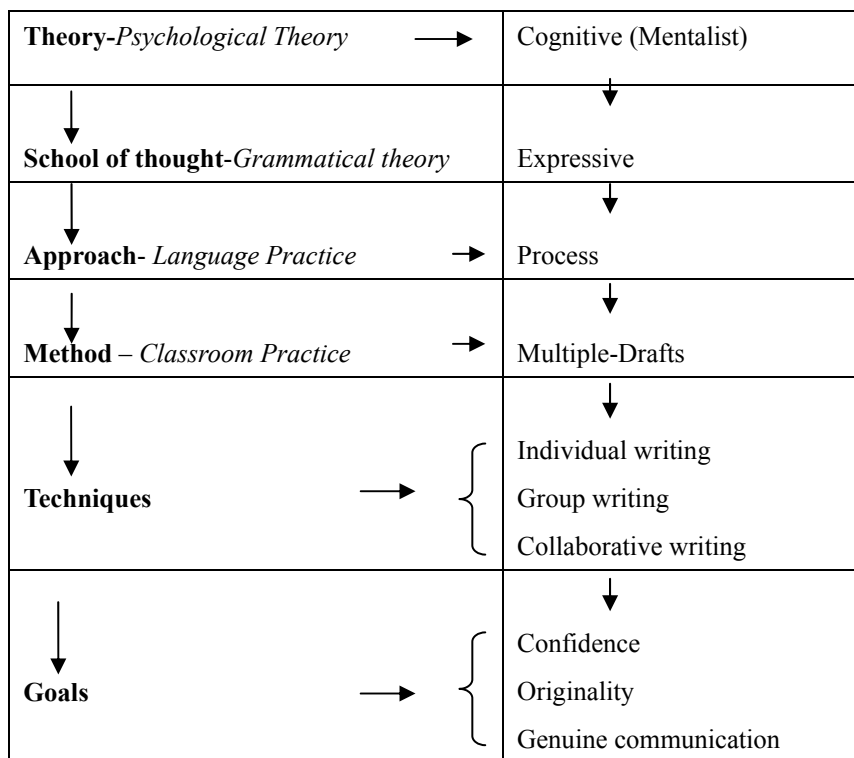 Theory-Psychological Theory Cognitive (Mentalist)
School of thought-Grammatical theory Expressive
Approach- Language Practice Process
Method – Classroom Practice Multiple-Drafts
Individual writing
Techniques Group writing
Collaborative writing
Confidence
Goals Originality
Genuine communication